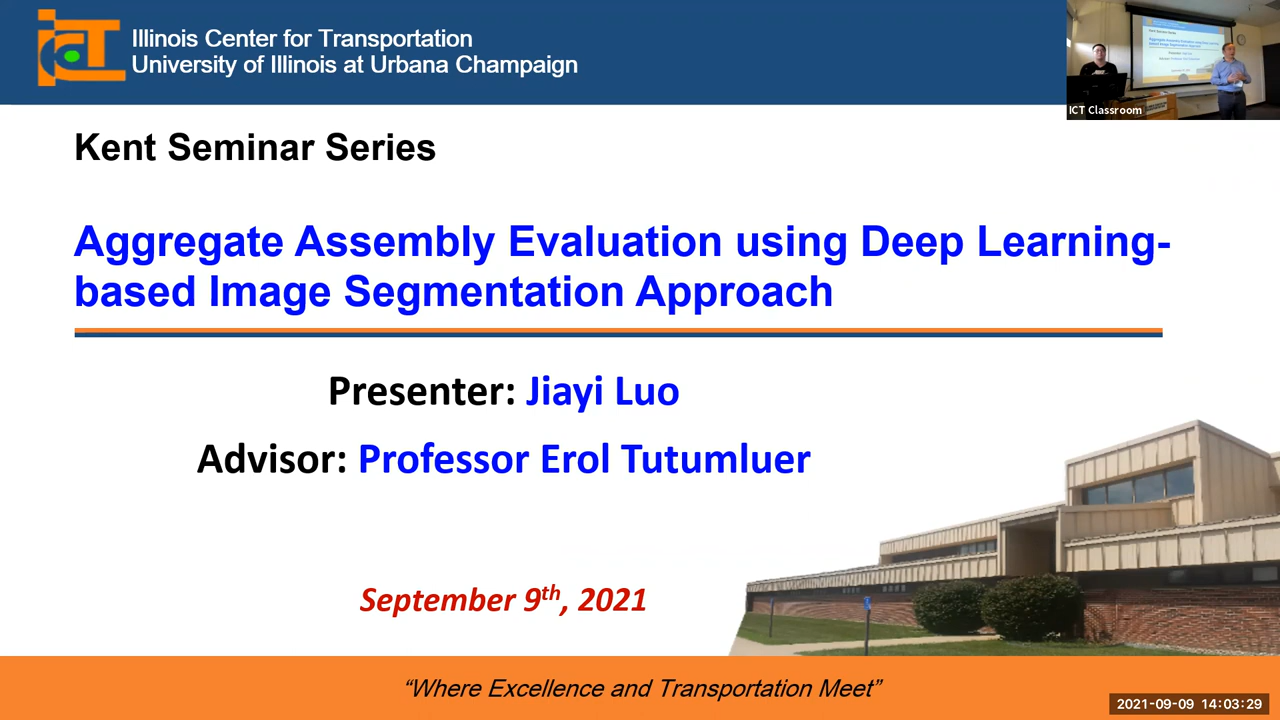 ICT
Illinois Center for Transportation
University of Illinois at Urbana Champaign
ICT Classroom
Kent Seminar Series
Aggregate Assembly Evaluation using Deep Learning-
based Image Segmentation Approach
Presenter: Jiayi Luo
Advisor: Professor Erol Tutumluer
September 9th, 2021
“Where Excellence and Transportation Meet”
2021-09-09 14:03:29